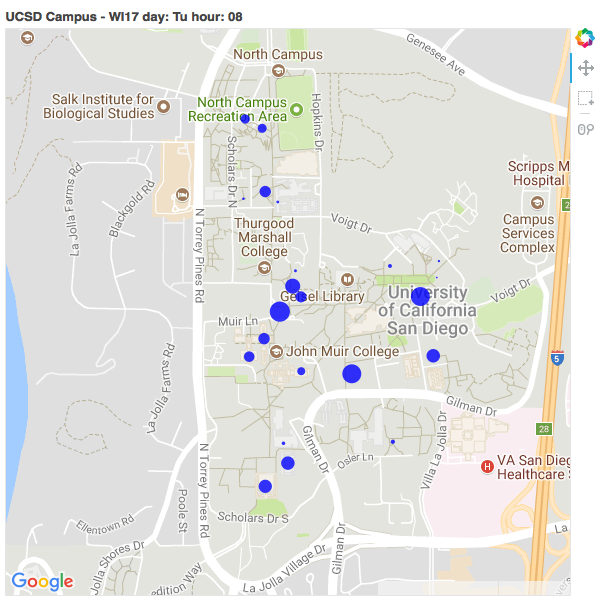 UCSD Campus - WI17 day: Tu hour: 08
Genesee Ave
North Campus
Salk Institute for
Biological Studies
North Campus
Recreation Area
Hopkins Dr
Scholars Dr N
La Jolla Farms Rd
Blackgold Rd
Scripps M
Hospital
2
Campus
Services
Complex
N Torrey Pines Rd
Voigt Dr
Thurgood
Marshall
College
Geisel Library
University
of California
San Diego
Voigt Dr
Muir Ln
John Muir College
5
La Jolla Farms Rd
Gilman Dr
Villa La Jolla Dr
28
Gilman Dr
Osler Ln
N Torrey Pines Rd
H
VA San Dieg
Healthcare
Poole St
Ellentown Rd
Scholars Dr S
La
Gilman Dr
La Jolla Shores Dr
La Jolla Village Dr
edition Way
Google